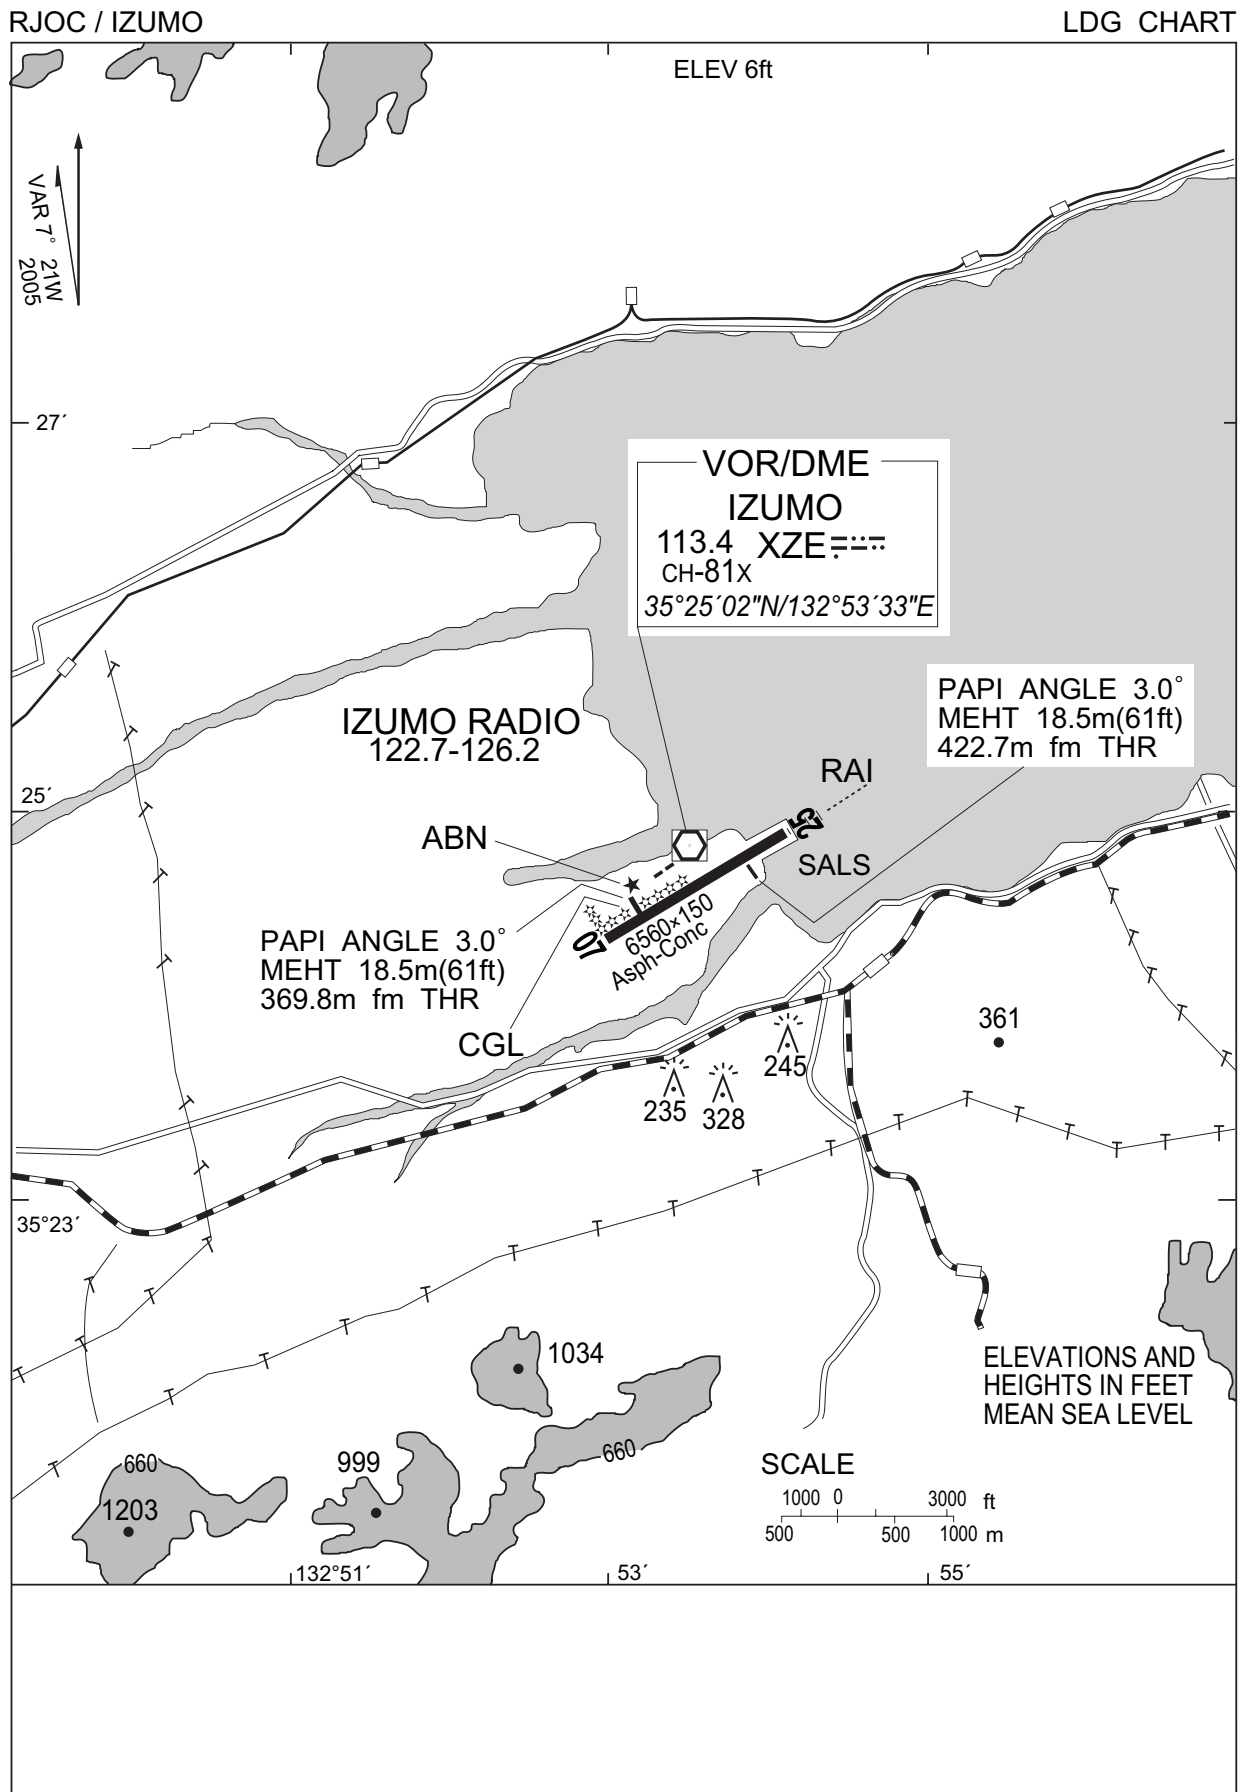 RJOC / IZUMO
LDG CHART
ELEV 6ft
VAR 7° 21W
2005
27´
VOR/DME
IZUMO
113.4 XZE
CH-81X
35°25´02"N/132°53´33"E
PAPI ANGLE 3.0°
MEHT 18.5m(61ft)
422.7m fm THR
IZUMO RADIO
122.7-126.2
RAI
25´
25
ABN
SALS
07
6560×150
Asph-Conc
PAPI ANGLE 3.0°
MEHT 18.5m(61ft)
369.8m fm THR
CGL
361
245
235
328
35°23´
1034
ELEVATIONS AND
HEIGHTS IN FEET
MEAN SEA LEVEL
660
660
999
1203
SCALE
1000 0 3000 ft
500 500 1000 m
132°51´
53´
55´